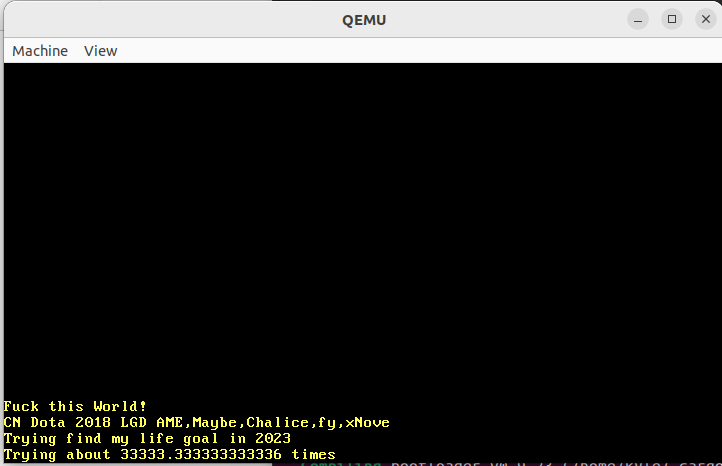 QEMU
Machine View
Fuck this World!
CN Dota 2018 LGD AME,Maybe,Chalice,fy,xNove
Trying find my life goal in 2023
Trying about 33333.333333333336 times